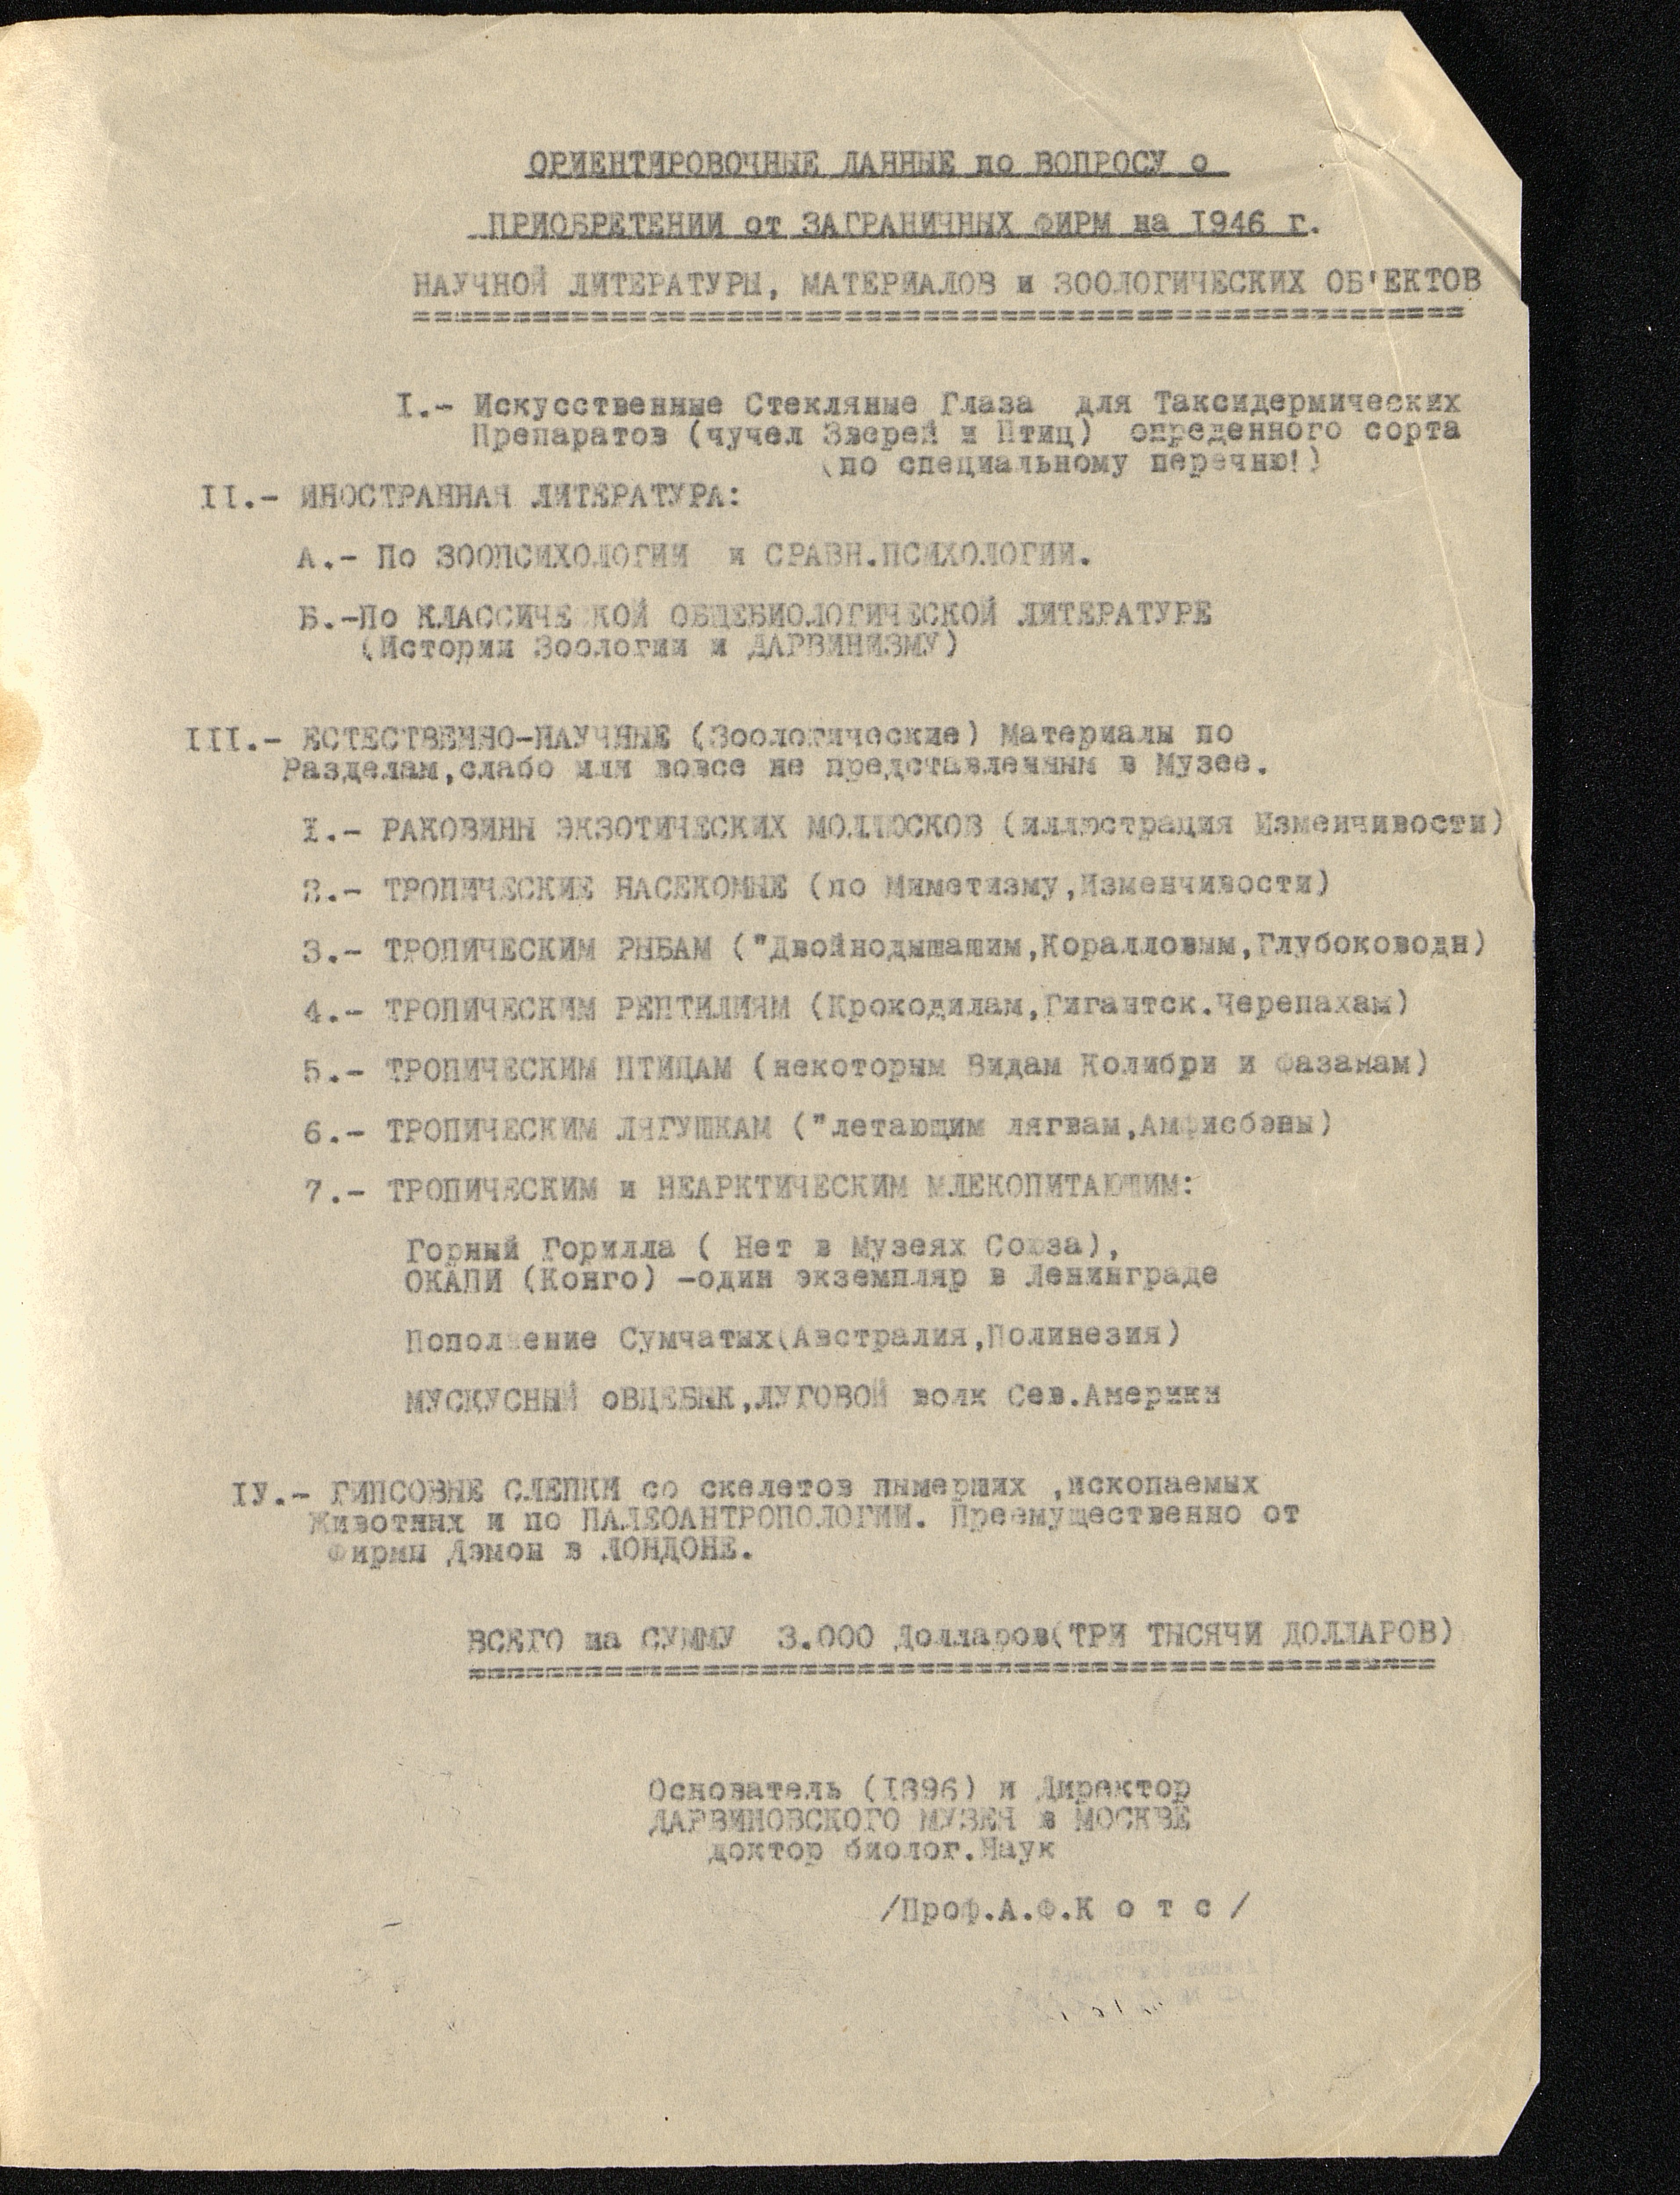 ОРИЕНТИРОВОЧНЫЕ ДАННЫЕ по ВОПРОСУ о
ПРИОБРЕТЕНИИ от ЗАГРАНИЧНЫХ ФИРМ на 1946 г.
НАУЧНОЙ ЛИТЕРАТУРЫ, МАТЕРИАЛОВ и ЗООЛОГИЧЕСКИХ ОБ'ЕКТОВ
I.- Искусственные Стекляные Глаза для Таксидермических
Препаратов (чучел Зверей и Птиц) опреденного сорта
(по специальному перечню!)
II.- ИНОСТРАННАЯ ЛИТЕРАТУРА:
А.- По ЗООПСИХОЛОГИИ и СРАВН.ПСИХОЛОГИИ.
Б.-По КЛАССИЧЕСКОЙ ОБЩЕБИОЛОГИЧЕСКОЙ ЛИТЕРАТУРЕ
(Истории Зоологии и ДАРВИНИЗМУ)
III.- ЕСТЕСТВЕННО-НАУЧНЫЕ (Зоологические) Материалы по
Разделам,слабо или вовсе не представленным в Музее.
I.- РАКОВИНЫ ЭКЗОТИЧЕСКИХ МОЛЛЮСКОВ (иллюстрация Изменчивости)
2.- ТРОПИЧЕСКИЕ НАСЕКОМЫЕ (по Миметизму,Изменчивости)
3.- ТРОПИЧЕСКИМ РЫБАМ ("Двойнодышашим,Коралловым,Глубоководн)
4.- ТРОПИЧЕСКИМ РЕПТИЛИЯМ (Крокодилам,Гигантск.Черепахам)
5.- ТРОПИЧЕСКИМ ПТИЦАМ (некоторым Видам Колибри и Фазанам)
6.- ТРОПИЧЕСКИМ ЛЯГУШКАМ ("летающим лягвам,Амфисбэны)
7.- ТРОПИЧЕСКИМ и НЕАРКТИЧЕСКИМ МЛЕКОПИТАЮЩИМ:
Горный Горилла ( Нет в Музеях Союза),
ОКАПИ (Конго) -один экземпляр в Ленинграде
Пополнение Сумчатых(Австралия,Полинезия)
МУСКУСНЫЙ оВЦЕБЫК,ЛУГОВОЙ волк Сев.Америки
IУ.- ГИПСОВЫЕ СЛЕПКИ со скелетов пымерших ,ископаемых
Животных и по ПАЛЕОАНТРОПОЛОГИИ. Преемущественно от
Фирмы Дэмон в ЛОНДОНЕ.
ВСЕГО на СУММУ 3.000 Долларов(ТРИ ТЫСЯЧИ ДОЛЛАРОВ)
Основатель (I896) и Директор
ДАРВИНОВСКОГО МУЗЕЯ в МОСКВЕ
доктор биолог.Наук
/Проф.А.Ф.К о т с /